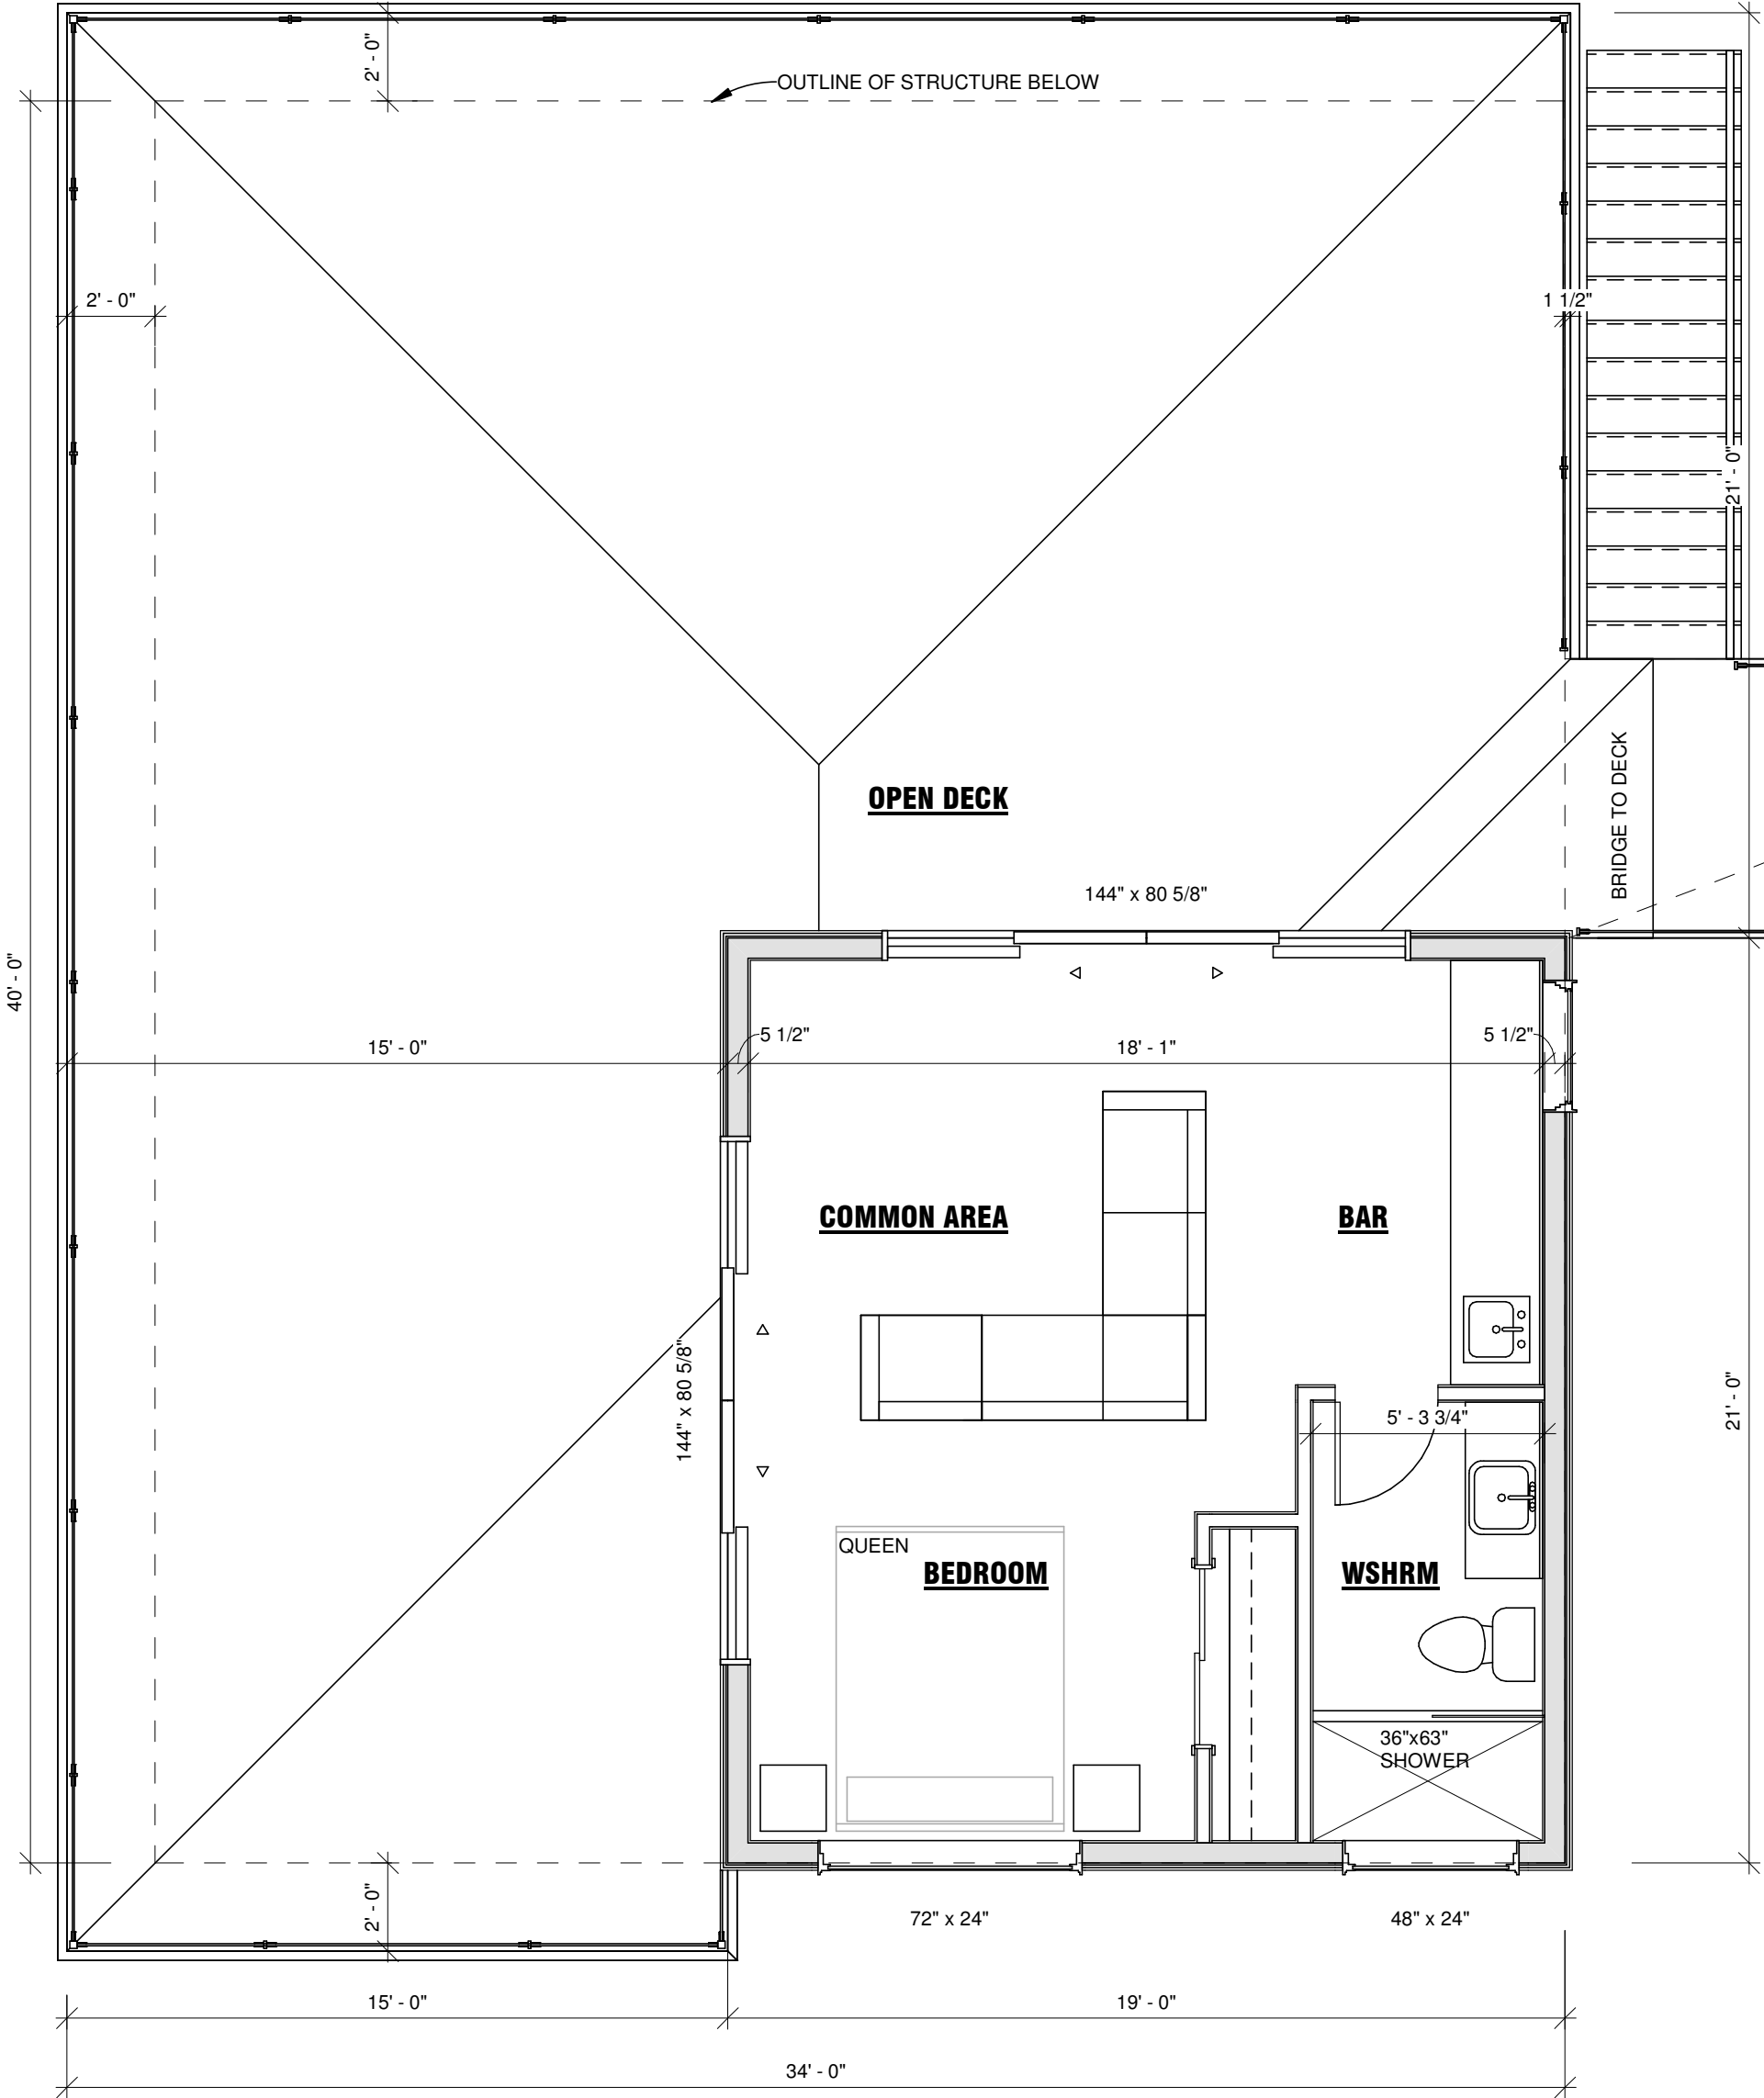 2' - 0"
OUTLINE OF STRUCTURE BELOW
2' - 0"
1 1/2"
21' - 0"
OPEN DECK
BRIDGE TO DECK
144" x 80 5/8"
40' - 0"
15' - 0"
5 1/2"
18' - 1"
5 1/2"
COMMON AREA
BAR
144" x 80 5/8"
5' - 3 3/4"
21' - 0"
QUEEN
BEDROOM
WSHRM
36"x63"
SHOWER
2' - 0"
72" x 24"
48" x 24"
15' - 0"
19' - 0"
34' - 0"